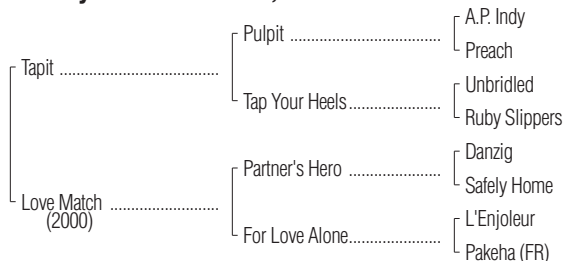 A.P. Indy
Pulpit
Preach
Tapit
Unbridled
Tap Your Heels
Ruby Slippers
Danzig
Partner's Hero
Safely Home
Love Match
(2000)
L'Enjoleur
For Love Alone
Pakeha (FR)